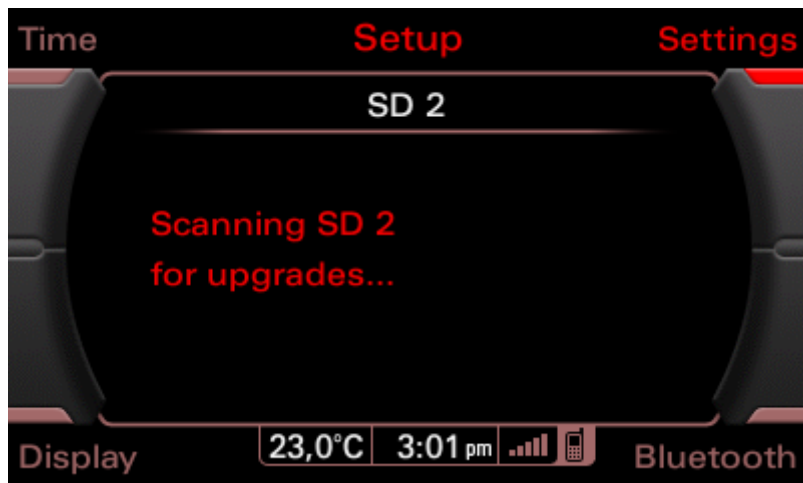 Time Setup Settings
SD 2
Scanning SD 2
for upgrades...
Display 23,0°C 3:01 pm Bluetooth